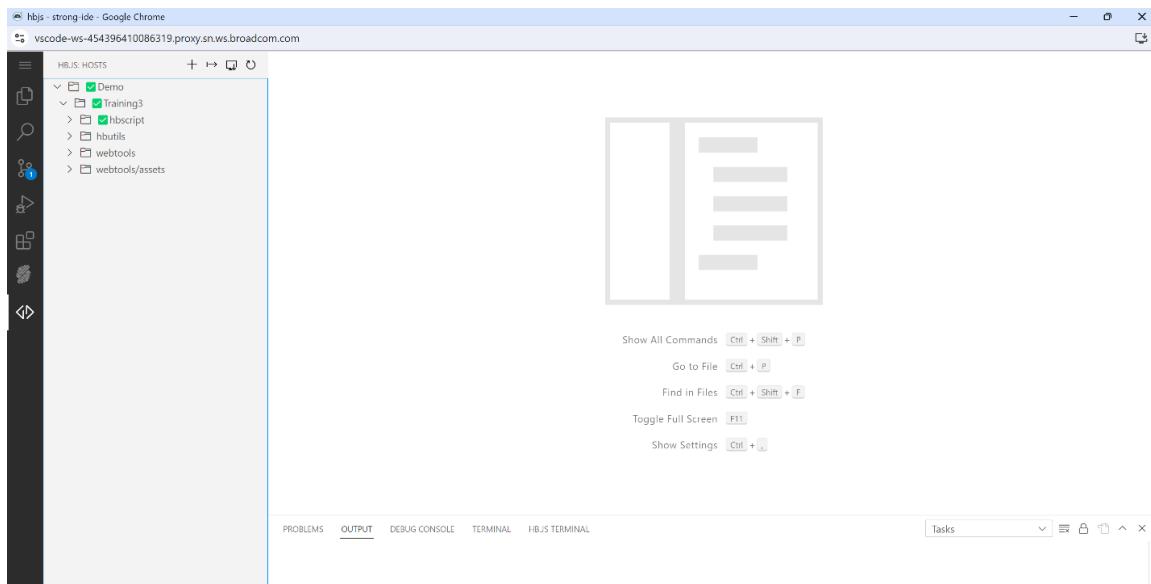 hbjs - strong-ide - Google Chrome
vscode-ws-454396410086319.proxy.sn.ws.broadcom.com
HBJS: HOSTS
Demo
Training3
hbscript
hbutils
webtools
webtools/assets
1
Show All Commands Ctrl + Shift + P
Go to File Ctrl + P
Find in Files Ctrl + Shift + F
Toggle Full Screen F11
Show Settings Ctrl + ,
PROBLEMS OUTPUT DEBUG CONSOLE TERMINAL HBJS TERMINAL Tasks